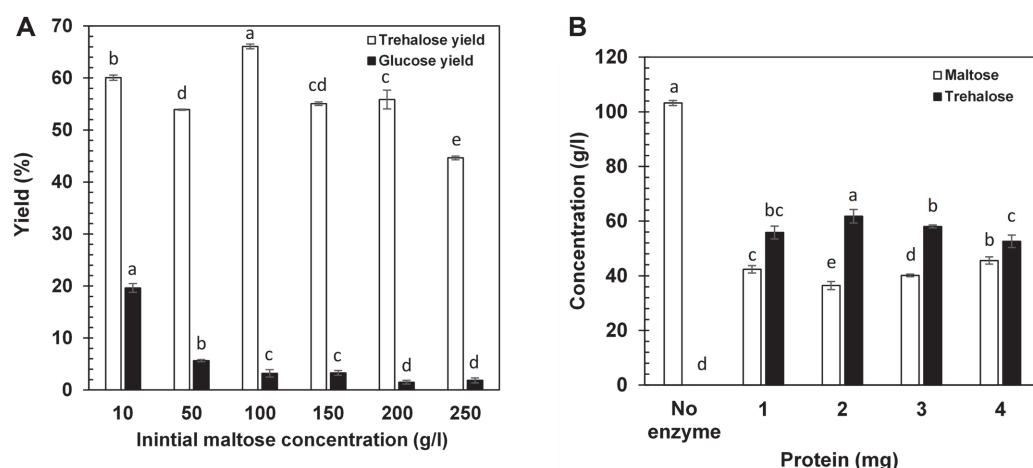 A
70
60
50
40
30
20
10
0
Yield (%)
Trehalose yield
Glucose yield
b
d
a
cd
c
e
a
b
c
c
d
d
10 50 100 150 200 250
Inintial maltose concentration (g/l)
B
120
100
80
60
40
20
0
Concentration (g/l)
Maltose
Trehalose
a
d
c
bc
e
a
d
b
b
c
No enzyme 1 2 3 4
Protein (mg)